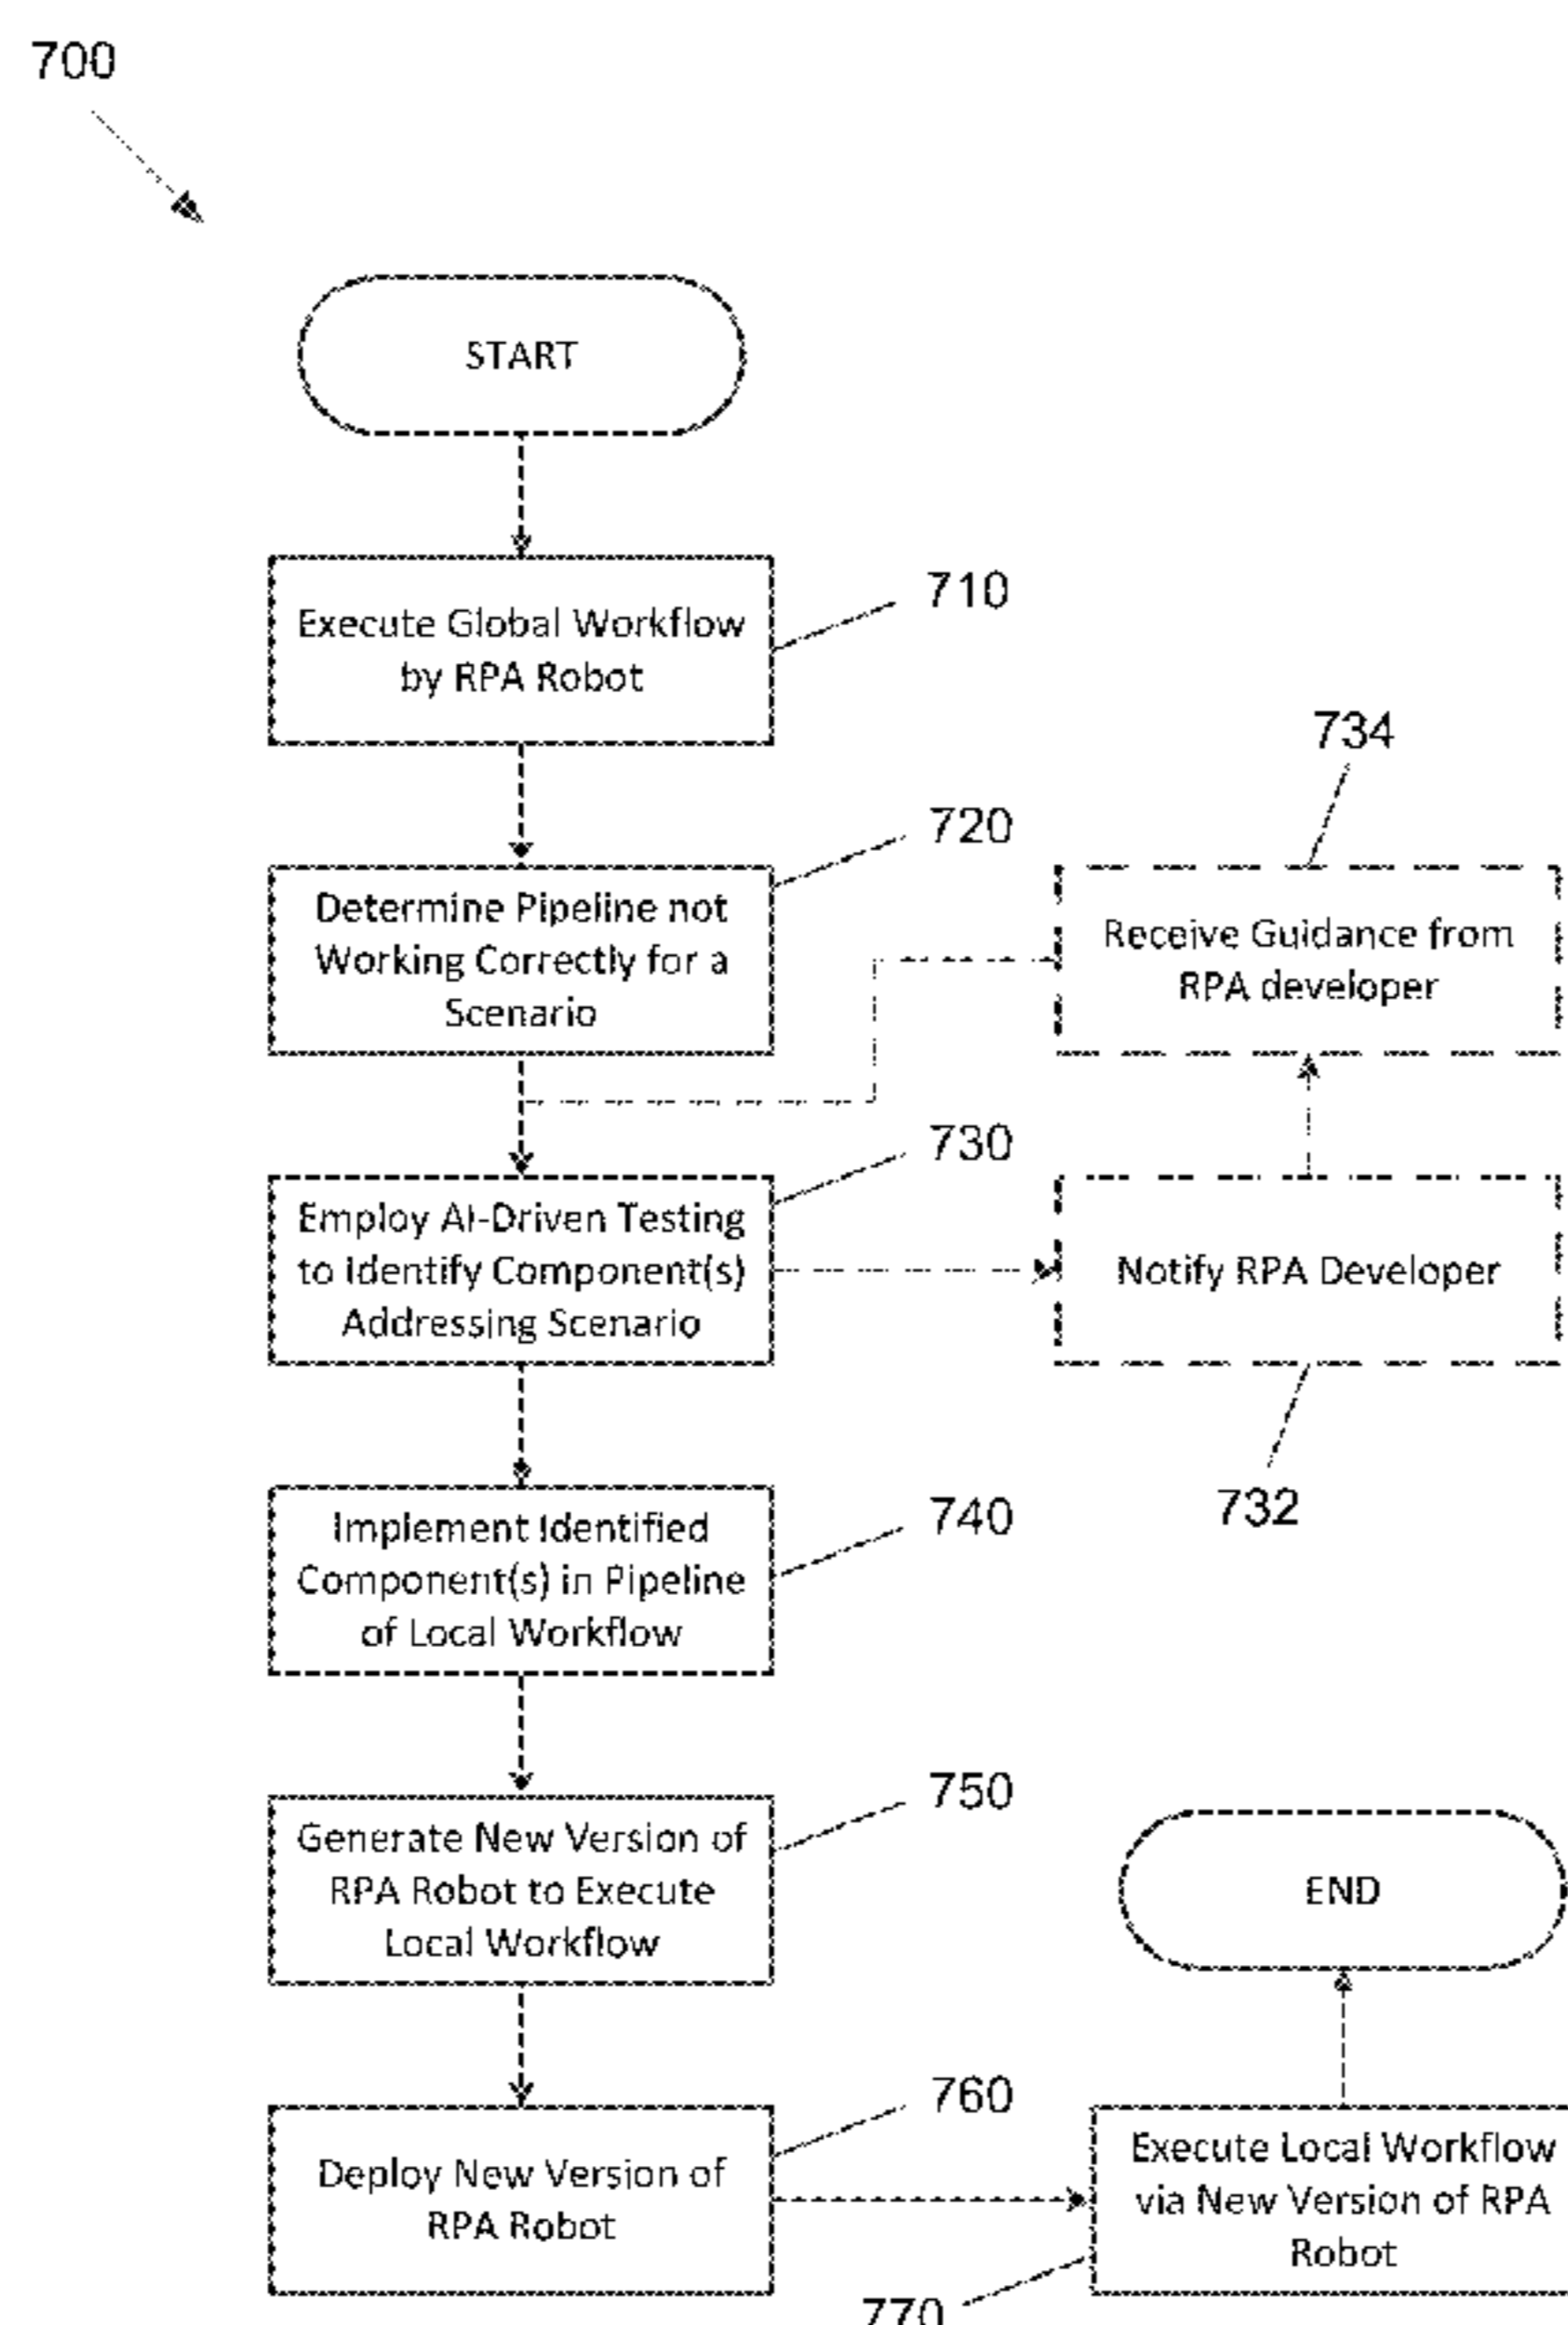 700
START
Execute Global Workflow
by RPA Robot
710
Determine Pipeline not
Working Correctly for a
Scenario
720
734
Receive Guidance from
RPA developer
Employ AI-Driven Testing
to Identify Component(s)
Addressing Scenario
730
Notify RPA Developer
732
Implement Identified
Component(s) in Pipeline
of Local Workflow
740
Generate New Version of
RPA Robot to Execute
Local Workflow
750
END
Deploy New Version of
RPA Robot
760
Execute Local Workflow
via New Version of RPA
Robot
770